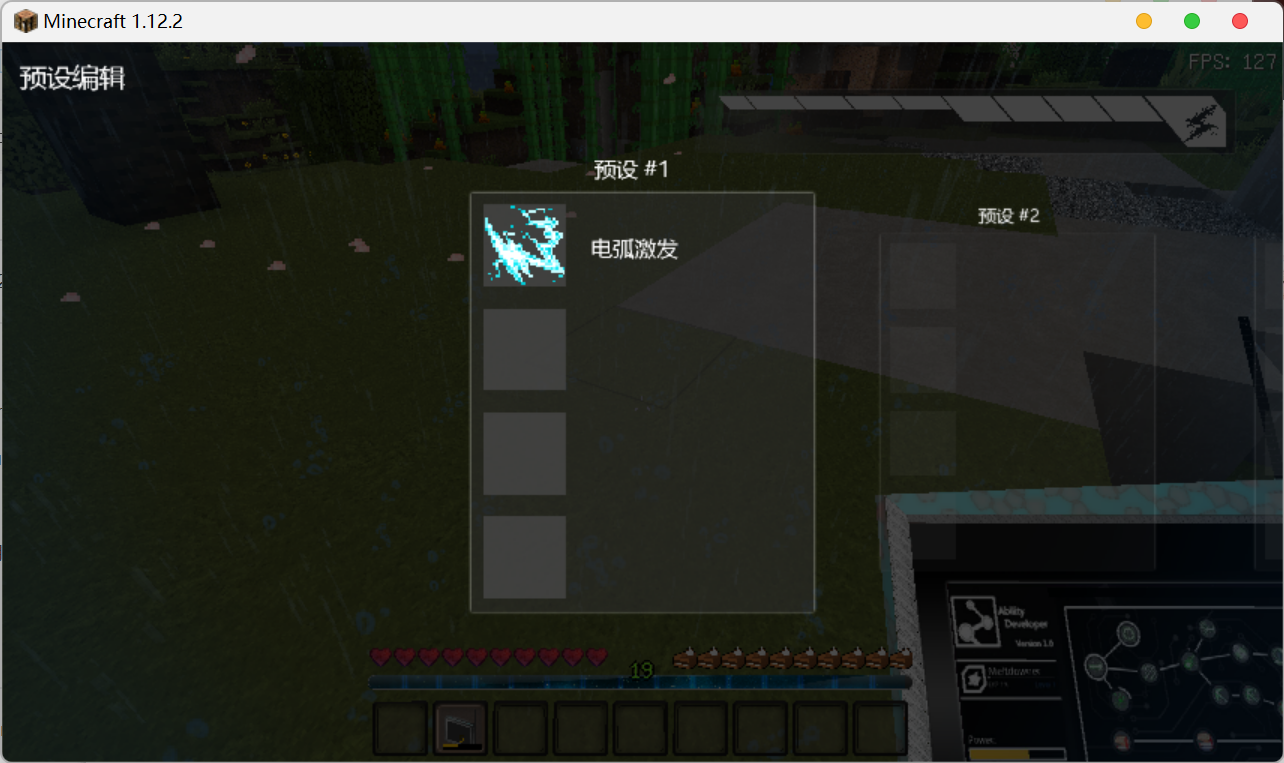 Minecraft 1.12.2
预设编辑
FPS: 127
预设 #1
电弧激发
预设 #2
19
Ability
Developer
Version 1.0
Meltdowner
Power